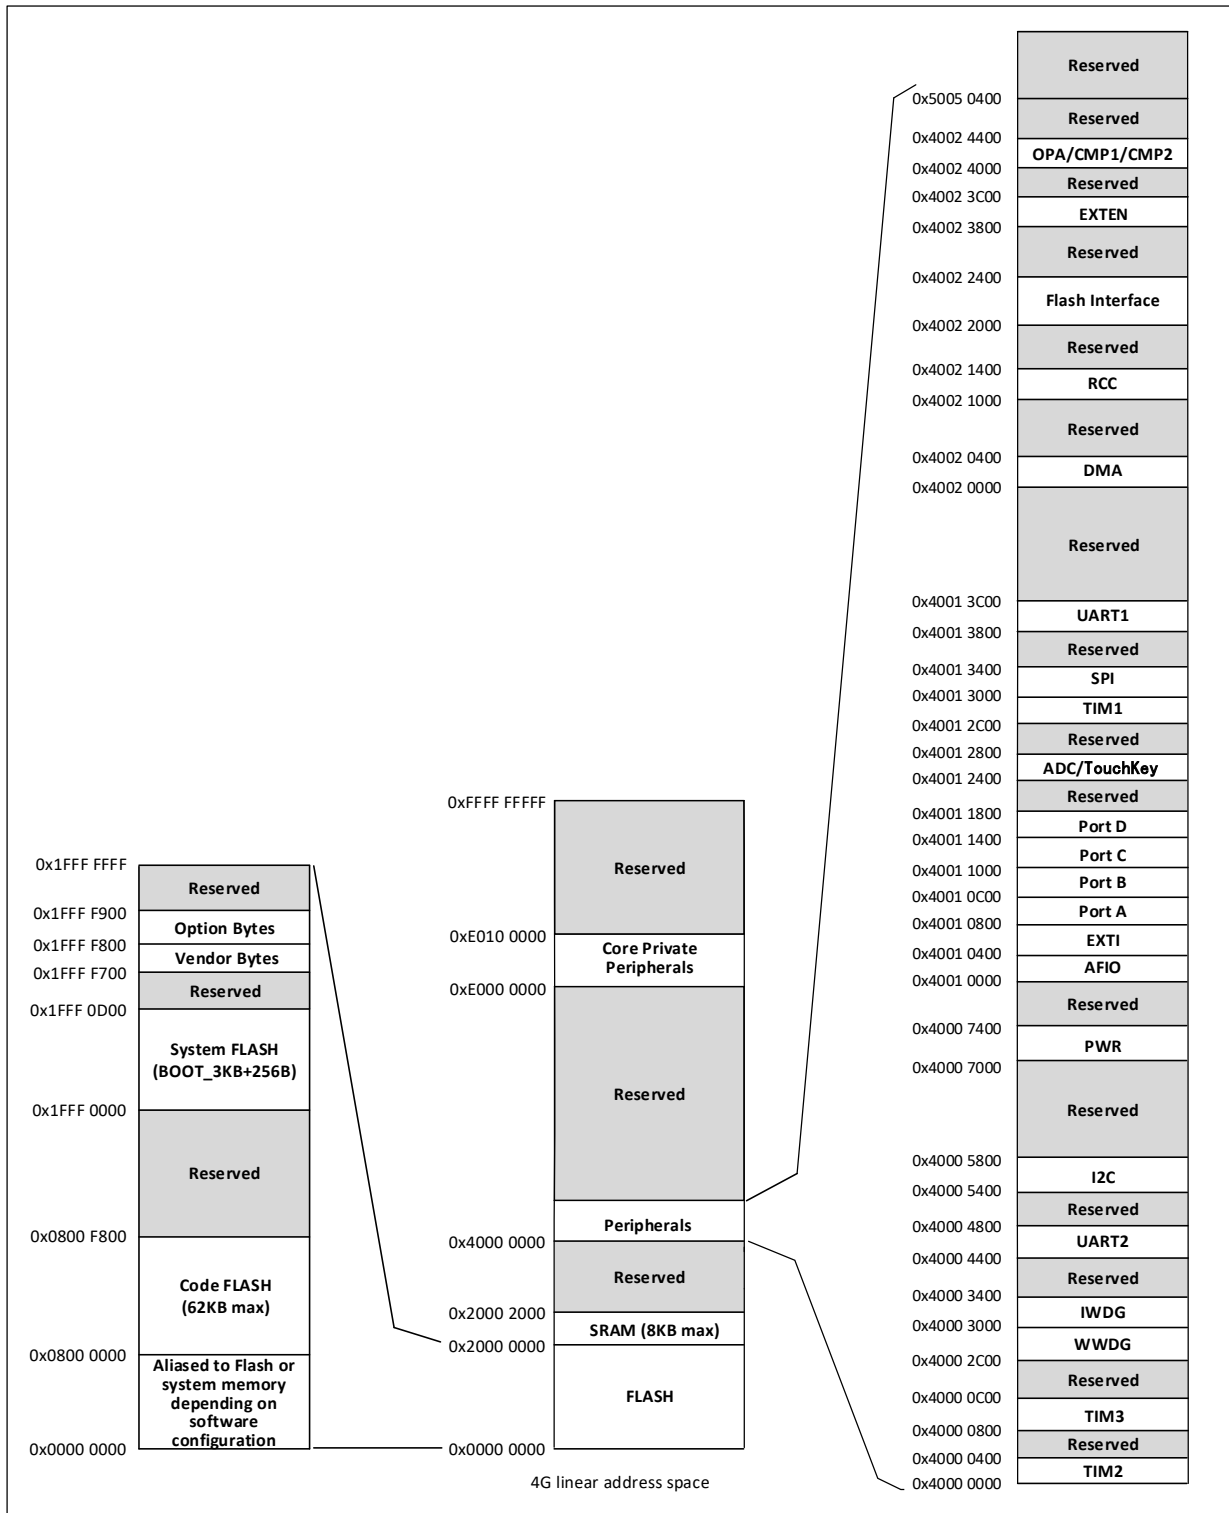 Reserved
0x5005 0400
Reserved
0x4002 4400
OPA/CMP1/CMP2
0x4002 4000
Reserved
0x4002 3C00
EXTEN
0x4002 3800
Reserved
0x4002 2400
Flash Interface
0x4002 2000
Reserved
0x4002 1400
RCC
0x4002 1000
Reserved
0x4002 0400
DMA
0x4002 0000
Reserved
0x4001 3C00
UART1
0x4001 3800
Reserved
0x4001 3400
SPI
0x4001 3000
TIM1
0x4001 2C00
Reserved
0x4001 2800
ADC/TouchKey
0x4001 2400
Reserved
0x4001 1800
Port D
0x4001 1400
Port C
0x4001 1000
Port B
0x4001 0C00
Port A
0x4001 0800
EXTI
0x4001 0400
AFIO
0x4001 0000
Reserved
0x4000 7400
PWR
0x4000 7000
Reserved
0x4000 5800
I2C
0x4000 5400
Reserved
0x4000 4800
UART2
0x4000 4400
Reserved
0x4000 3400
IWDG
0x4000 3000
WWDG
0x4000 2C00
Reserved
0x4000 0C00
TIM3
0x4000 0800
Reserved
0x4000 0400
TIM2
0x4000 0000
0xFFFF FFFFF
Reserved
0xE010 0000
Core Private
Peripherals
0xE000 0000
Reserved
Peripherals
0x4000 0000
Reserved
0x2000 2000
SRAM (8KB max)
0x2000 0000
FLASH
0x0000 0000
4G linear address space
0x1FFF FFFF
Reserved
0x1FFF F900
Option Bytes
0x1FFF F800
Vendor Bytes
0x1FFF F700
Reserved
0x1FFF 0D00
System FLASH
(BOOT_3KB+256B)
0x1FFF 0000
Reserved
0x0800 F800
Code FLASH
(62KB max)
0x0800 0000
Aliased to Flash or
system memory
depending on
software
configuration
0x0000 0000